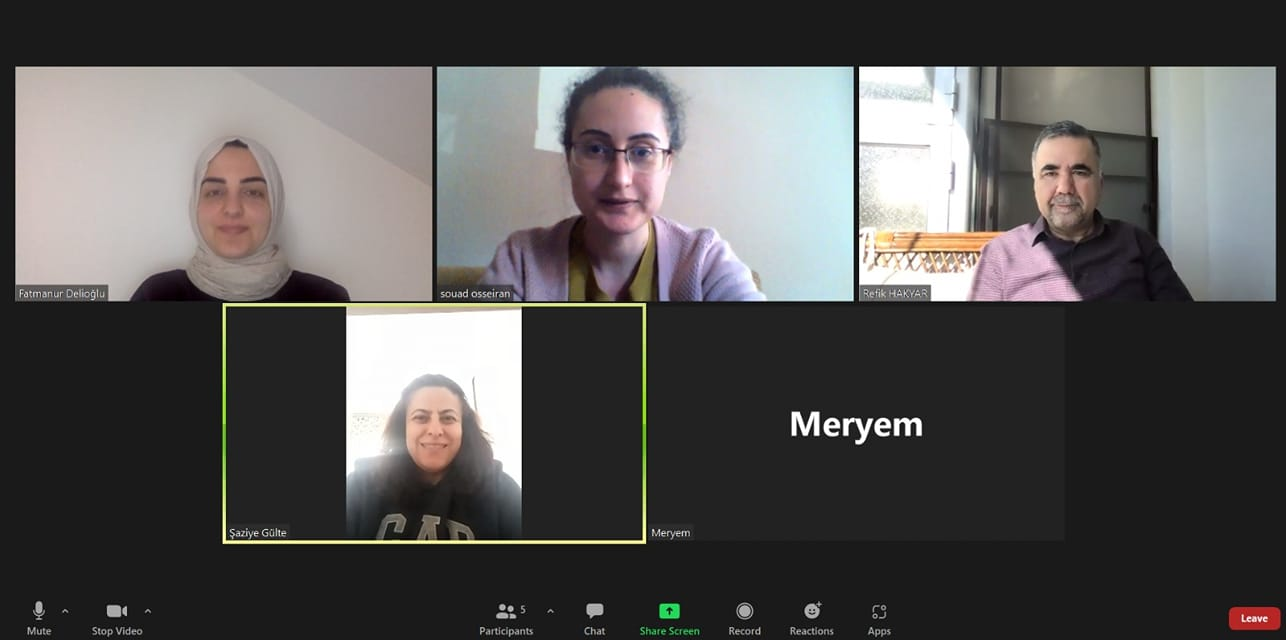 Fatmanur Delioğlu
souad osseiran
Refik HAKYAR
GAP
Şaziye Gülte
Meryem
Meryem
Mute
Stop Video
5
Participants
Chat
Share Screen
Record
Reactions
Apps
Leave